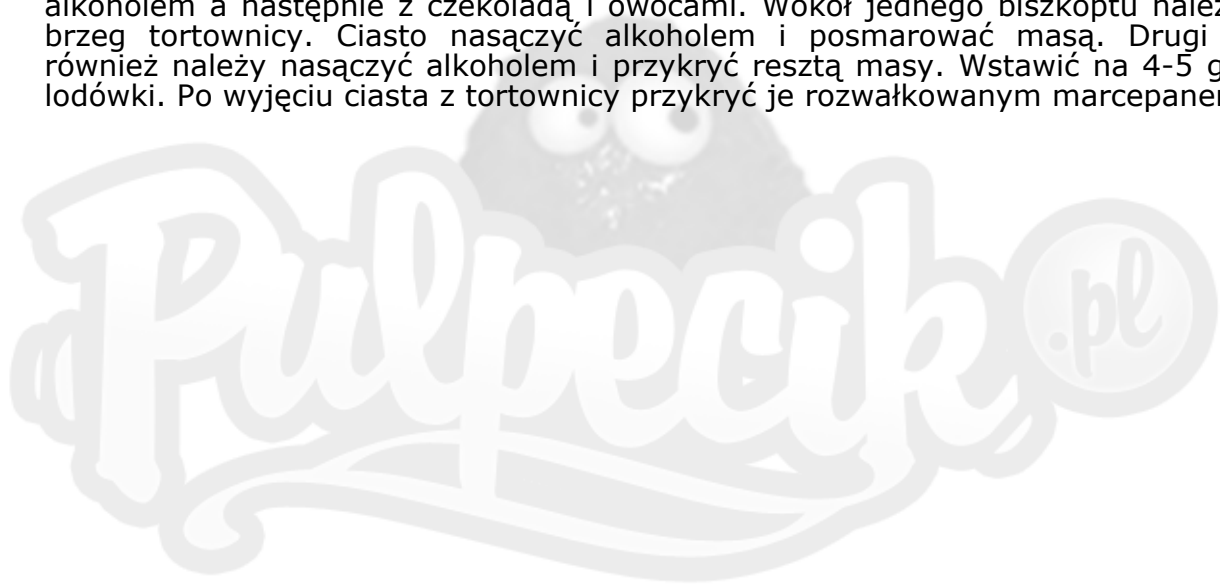 alkoholem a następnie z czekoladą i owocami. Wokół jednego biszkoptu należ
brzeg tortownicy. Ciasto nasączyć alkoholem i posmarować masą. Drugi
również należy nasączyć alkoholem i przykryć resztą masy. Wstawić na 4-5 g
lodówki. Po wyjęciu ciasta z tortownicy przykryć je rozwałkowanym marcepane
Pulpecik.pl